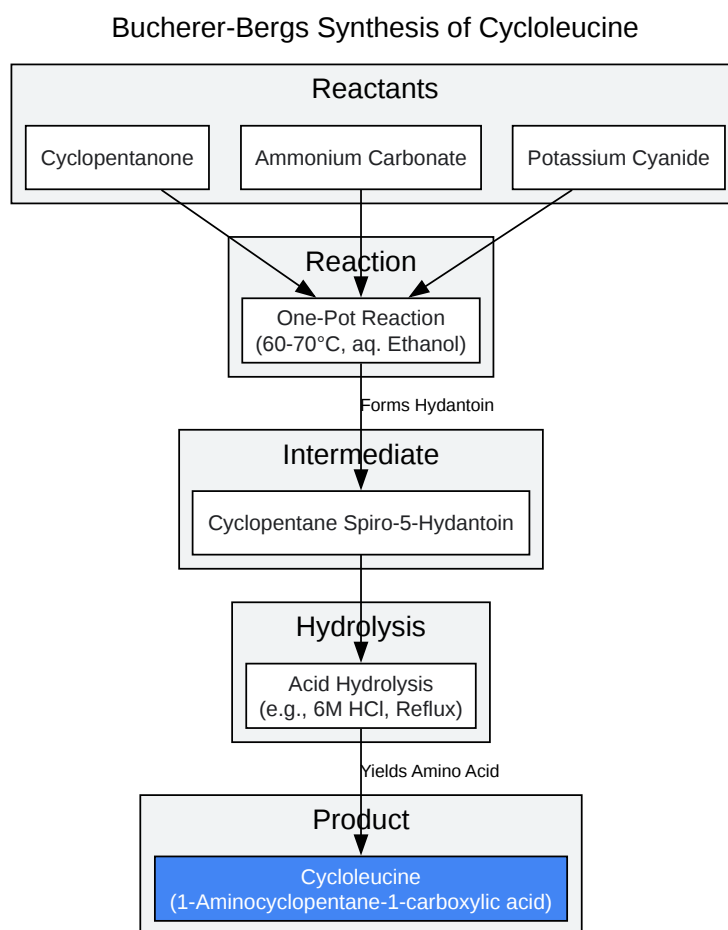 Bucherer-Bergs Synthesis of Cycloleucine
Reactants
Cyclopentanone
Ammonium Carbonate
Potassium Cyanide
Reaction
One-Pot Reaction
(60-70°C, aq. Ethanol)
Forms Hydantoin
Intermediate
Cyclopentane Spiro-5-Hydantoin
Hydrolysis
Acid Hydrolysis
(e.g., 6M HCl, Reflux)
Yields Amino Acid
Product
Cycloleucine
(1-Aminocyclopentane-1-carboxylic acid)